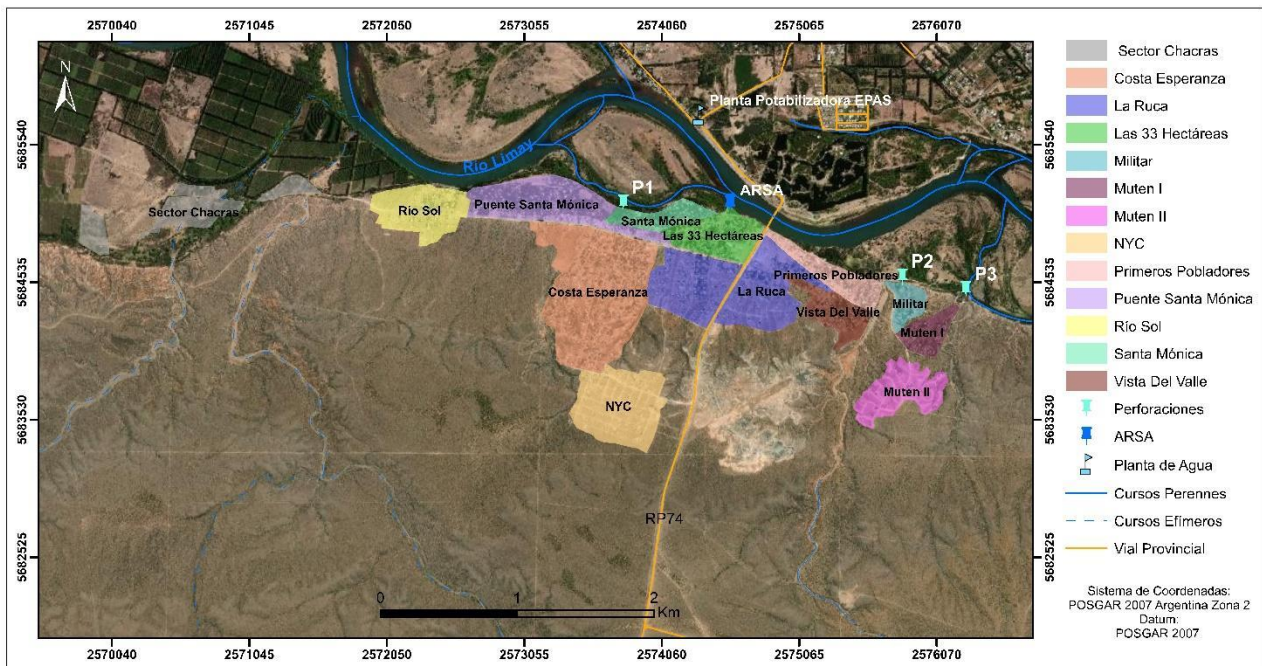 2570040 2571045 2572050 2573055 2574060 2575065 2576070
N
Planta Potabilizadora EPAS
5685540 5685540
Río Limay
P1
ARSA
Sector Chacras
Río Sol
Puente Santa Mónica
Santa Mónica
Las 33 Hectáreas
Primeros Pobladores
P2
P3
5684535 5684535
Costa Esperanza
La Ruca
Vista Del Valle
Militar
Muten I
NYC
Muten II
5683530 5683530
RP74
5682525 5682525
0 1 2
Km
2570040 2571045 2572050 2573055 2574060 2575065 2576070
Sector Chacras
Costa Esperanza
La Ruca
Las 33 Hectáreas
Militar
Muten I
Muten II
NYC
Primeros Pobladores
Puente Santa Mónica
Río Sol
Santa Mónica
Vista Del Valle
Perforaciones
ARSA
Planta de Agua
Cursos Perennes
Cursos Efímeros
Vial Provincial
Sistema de Coordenadas:
POSGAR 2007 Argentina Zona 2
Datum:
POSGAR 2007